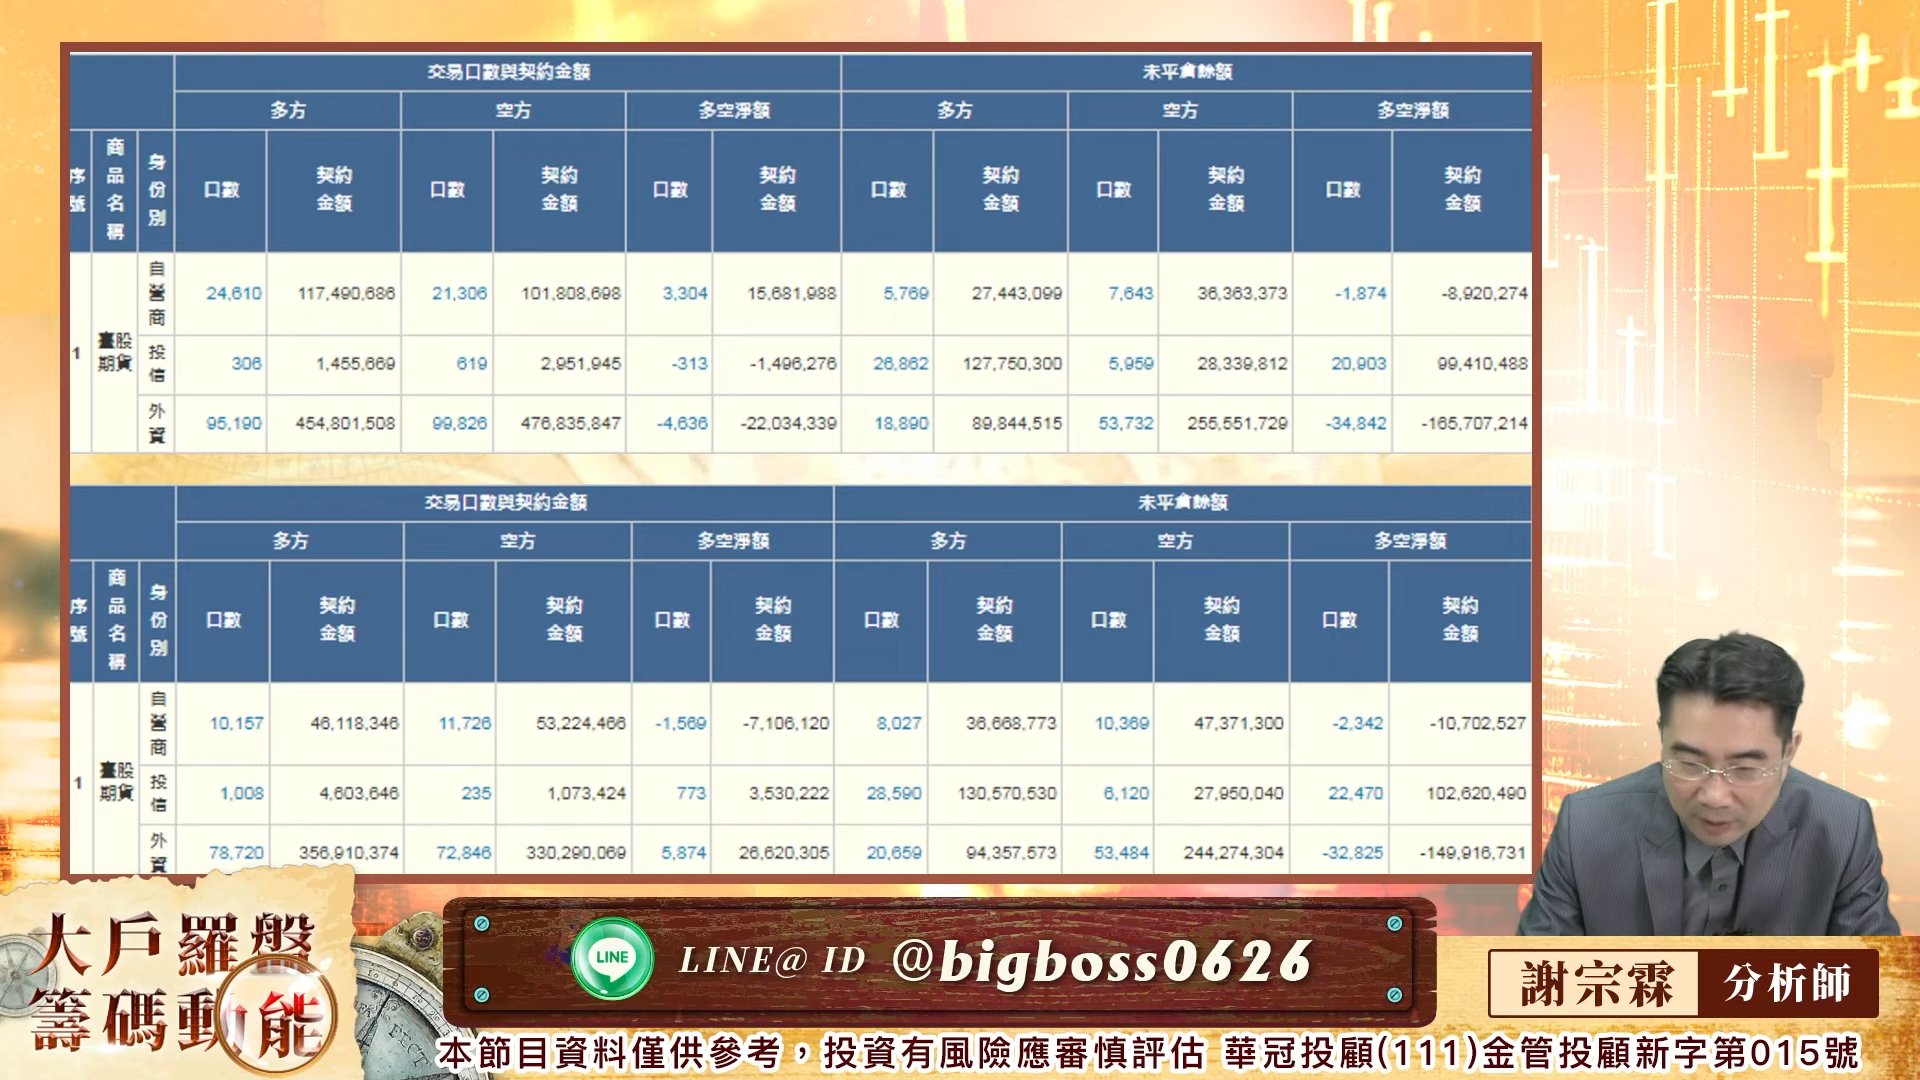 交易口數與契約金額 未平倉餘額
多方 空方 多空淨額 多方 空方 多空淨額
序號 商品名稱 身份別 口數 契約金額 口數 契約金額 口數 契約金額 口數 契約金額 口數 契約金額 口數 契約金額
1 臺股期貨 自營商 24,610 117,490,686 21,306 101,808,698 3,304 15,681,988 5,769 27,443,099 7,643 36,363,373 -1,874 -8,920,274
投信 306 1,455,669 619 2,951,945 -313 -1,496,276 26,862 127,750,300 5,959 28,339,812 20,903 99,410,488
外資 95,190 454,801,508 99,826 476,835,847 -4,636 -22,034,339 18,890 89,844,515 53,732 255,551,729 -34,842 -165,707,214
交易口數與契約金額 未平倉餘額
多方 空方 多空淨額 多方 空方 多空淨額
序號 商品名稱 身份別 口數 契約金額 口數 契約金額 口數 契約金額 口數 契約金額 口數 契約金額 口數 契約金額
1 臺股期貨 自營商 10,157 46,118,346 11,726 53,224,466 -1,569 -7,106,120 8,027 36,668,773 10,369 47,371,300 -2,342 -10,702,527
投信 1,008 4,603,646 235 1,073,424 773 3,530,222 28,590 130,570,530 6,120 27,950,040 22,470 102,620,490
外資 78,720 356,910,374 72,846 330,290,069 5,874 26,620,305 20,659 94,357,573 53,484 244,274,304 -32,825 -149,916,731
大戶羅盤
籌碼動能
LINE LINE@ ID @bigboss0626
謝宗霖 分析師
本節目資料僅供參考，投資有風險應審慎評估 華冠投顧(111)金管投顧新字第015號